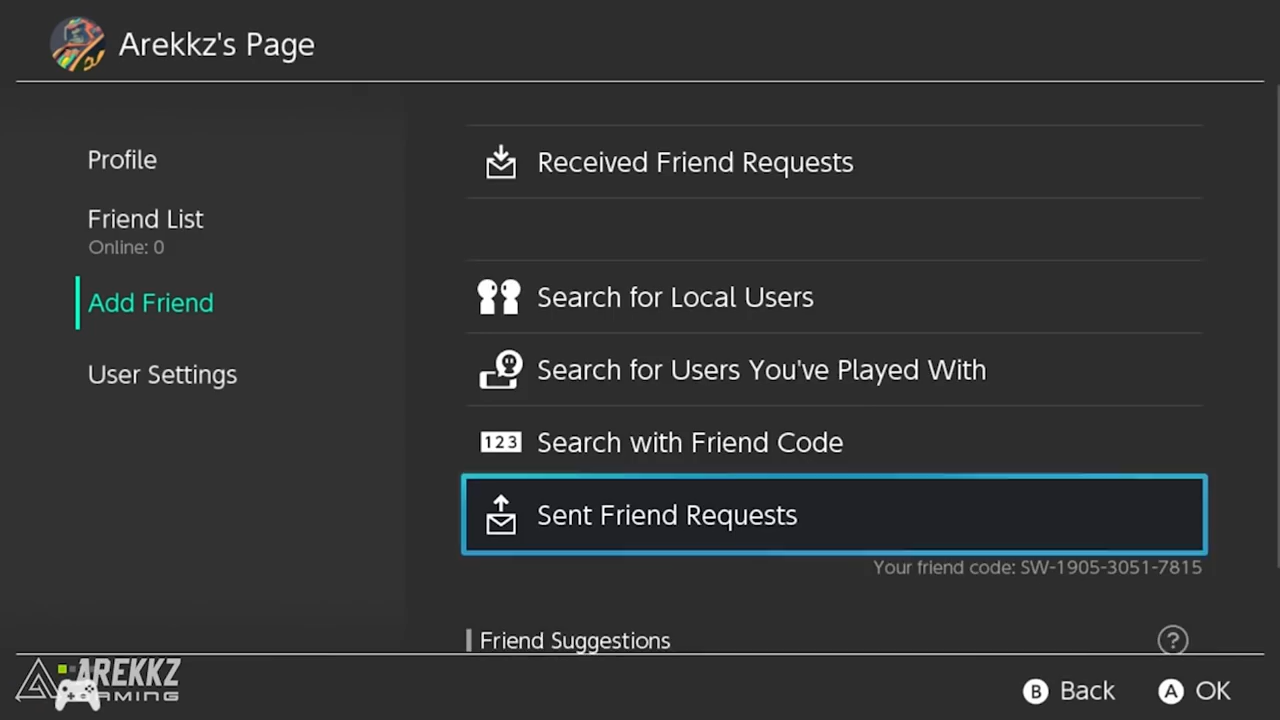 Arekkz's Page
Profile
Friend List
Online: 0
Add Friend
User Settings
Received Friend Requests
Search for Local Users
Search for Users You've Played With
123 Search with Friend Code
Sent Friend Requests
Your friend code: SW-1905-3051-7815
Friend Suggestions ?
AREKKZ
GAMING
B Back A OK